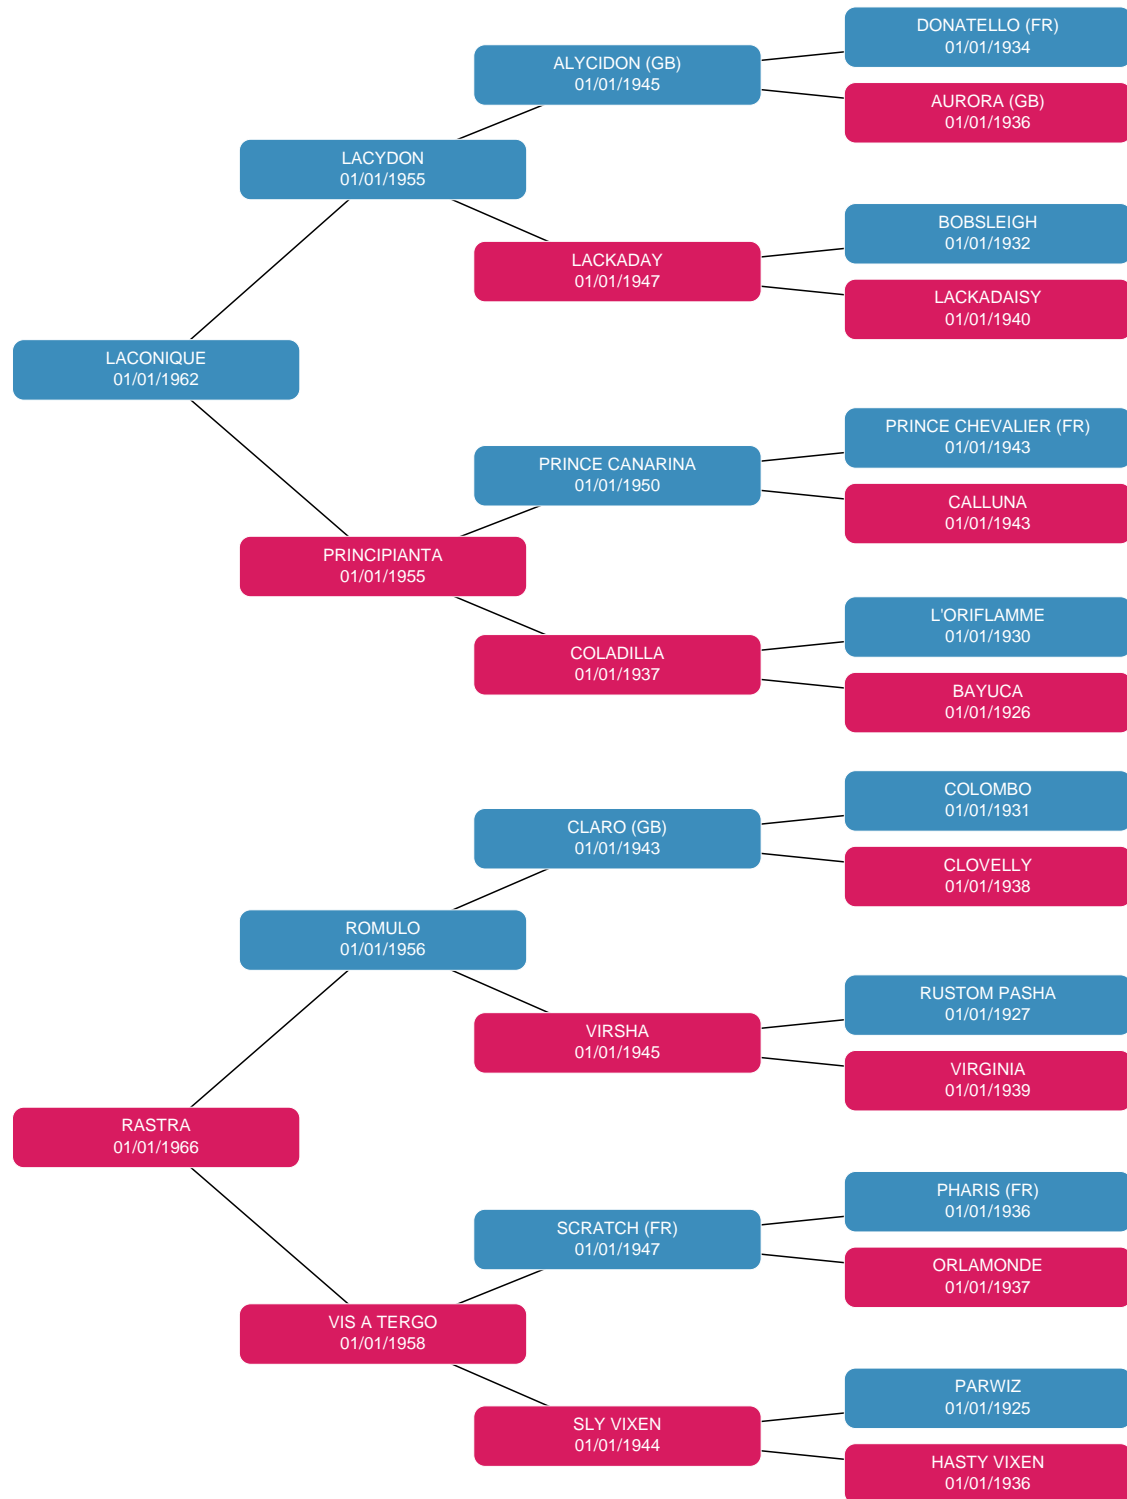 DONATELLO (FR)
01/01/1934
ALYCIDON (GB)
01/01/1945
AURORA (GB)
01/01/1936
LACYDON
01/01/1955
BOBSLEIGH
01/01/1932
LACKADAY
01/01/1947
LACKADAISY
01/01/1940
LACONIQUE
01/01/1962
PRINCE CHEVALIER (FR)
01/01/1943
PRINCE CANARINA
01/01/1950
CALLUNA
01/01/1943
PRINCIPIANTA
01/01/1955
L'ORIFLAMME
01/01/1930
COLADILLA
01/01/1937
BAYUCA
01/01/1926
COLOMBO
01/01/1931
CLARO (GB)
01/01/1943
CLOVELLY
01/01/1938
ROMULO
01/01/1956
RUSTOM PASHA
01/01/1927
VIRSHA
01/01/1945
VIRGINIA
01/01/1939
RASTRA
01/01/1966
PHARIS (FR)
01/01/1936
SCRATCH (FR)
01/01/1947
ORLAMONDE
01/01/1937
VIS A TERGO
01/01/1958
PARWIZ
01/01/1925
SLY VIXEN
01/01/1944
HASTY VIXEN
01/01/1936